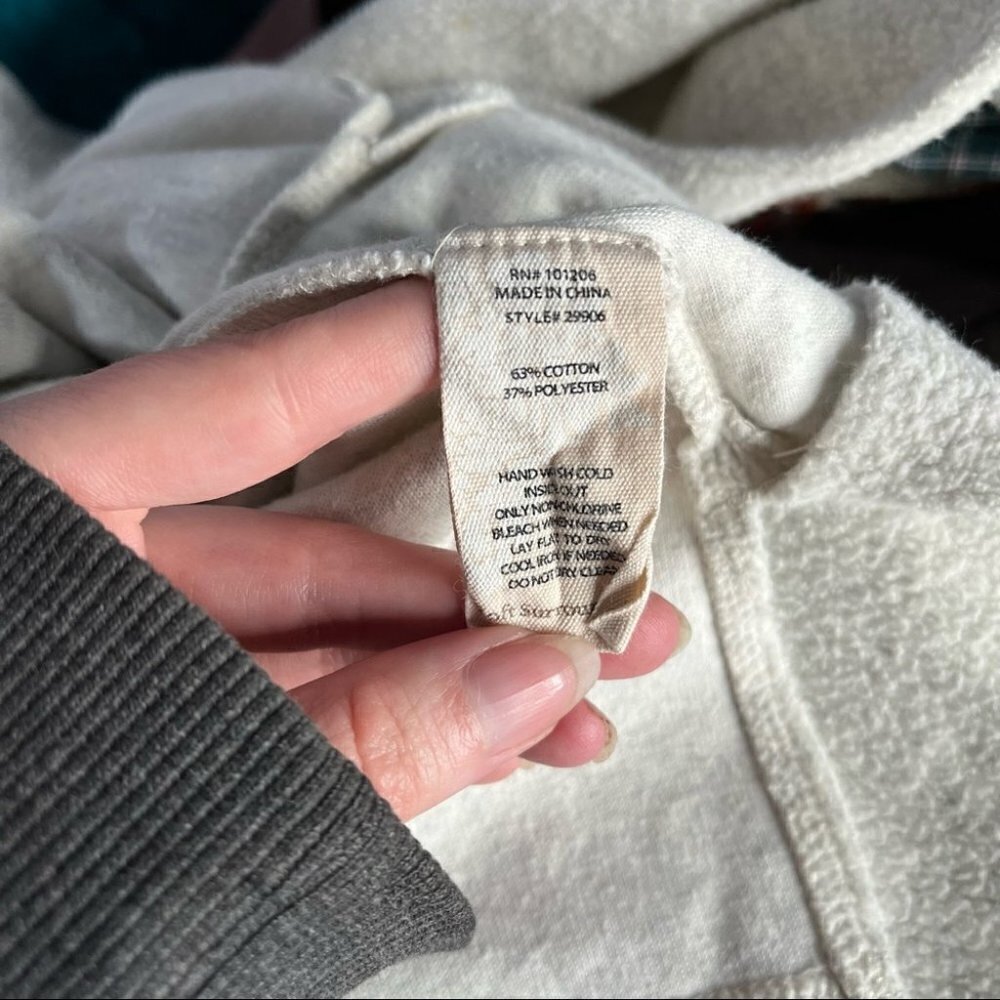 RN# 101206
MADE IN CHINA
STYLE# 29906
63% COTTON
37% POLYESTER
HAND WASH COLD
INSIDE OUT
ONLY NON-CHLORINE
BLEACH WHEN NEEDED
LAY FLAT TO DRY
COOL IRON IF NEEDED
DO NOT DRY CLEAN